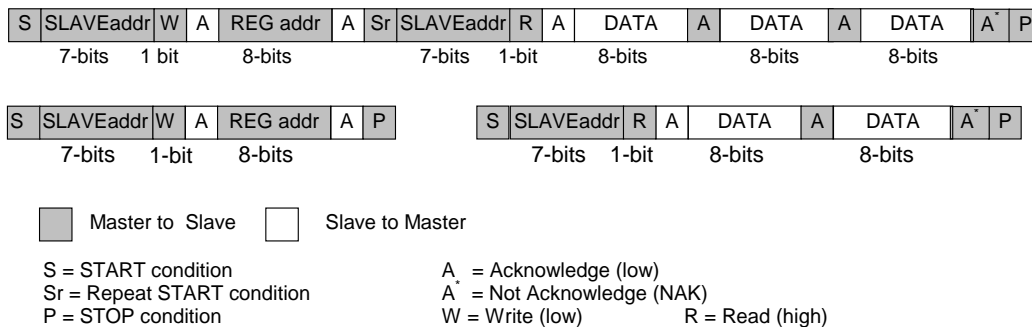 S SLAVEaddr W A REG addr A Sr SLAVEaddr R A DATA A DATA A DATA A* P
7-bits 1 bit 8-bits 7-bits 1-bit 8-bits 8-bits 8-bits
S SLAVEaddr W A REG addr A P S SLAVEaddr R A DATA A DATA A* P
7-bits 1-bit 8-bits 7-bits 1-bit 8-bits 8-bits
Master to Slave Slave to Master
S = START condition A = Acknowledge (low)
Sr = Repeat START condition A* = Not Acknowledge (NAK)
P = STOP condition W = Write (low) R = Read (high)